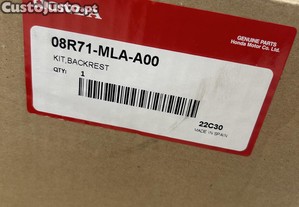 CustoJusto.pt
HONDA
GENUINE PARTS
Honda Motor Co., Ltd.
08R71-MLA-A00
KIT,BACKREST
QTY: 1
22C30
MADE IN SPAIN